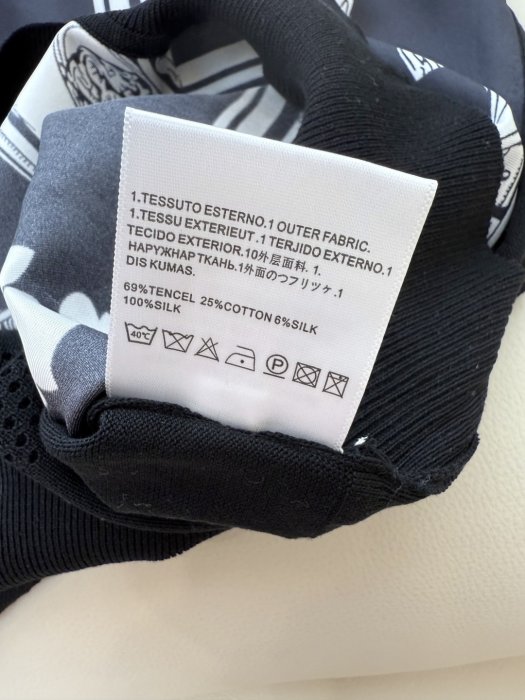 1.TESSUTO ESTERNO.1 OUTER FABRIC.
1.TESSU EXTERIEUT .1 TERJIDO EXTERNO.1
TECIDO EXTERIOR.10外层面料. 1.
НАРУЖНАР ТКАНЬ.1外面のつフリツケ .1
DIS KUMAS.
69%TENCEL 25%COTTON 6%SILK
100%SILK
40℃
P